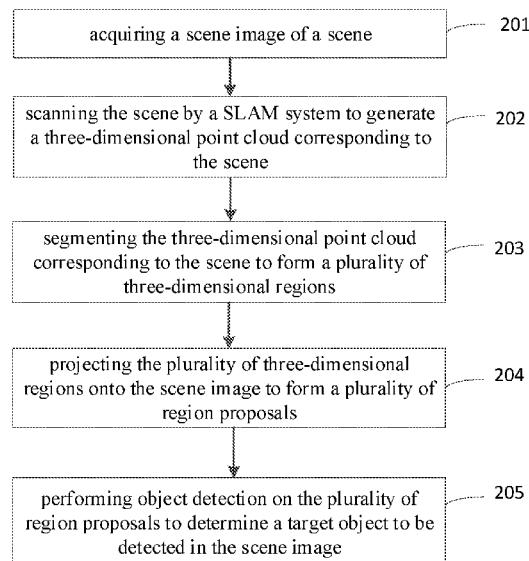 acquiring a scene image of a scene
201
scanning the scene by a SLAM system to generate
a three-dimensional point cloud corresponding to
the scene
202
segmenting the three-dimensional point cloud
corresponding to the scene to form a plurality of
three-dimensional regions
203
projecting the plurality of three-dimensional
regions onto the scene image to form a plurality of
region proposals
204
performing object detection on the plurality of
region proposals to determine a target object to be
detected in the scene image
205